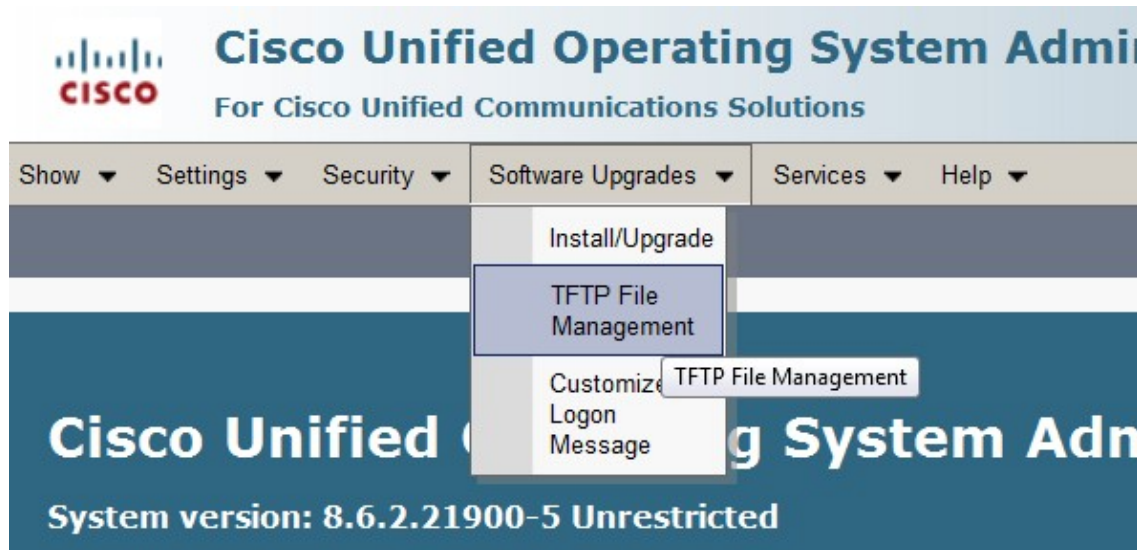 CISCO
Cisco Unified Operating System Admi
For Cisco Unified Communications Solutions
Show Settings Security Software Upgrades Services Help
Install/Upgrade
TFTP File
Management
TFTP File Management
Customize
Logon
Message
Cisco Unified g System Adm
System version: 8.6.2.21900-5 Unrestricted